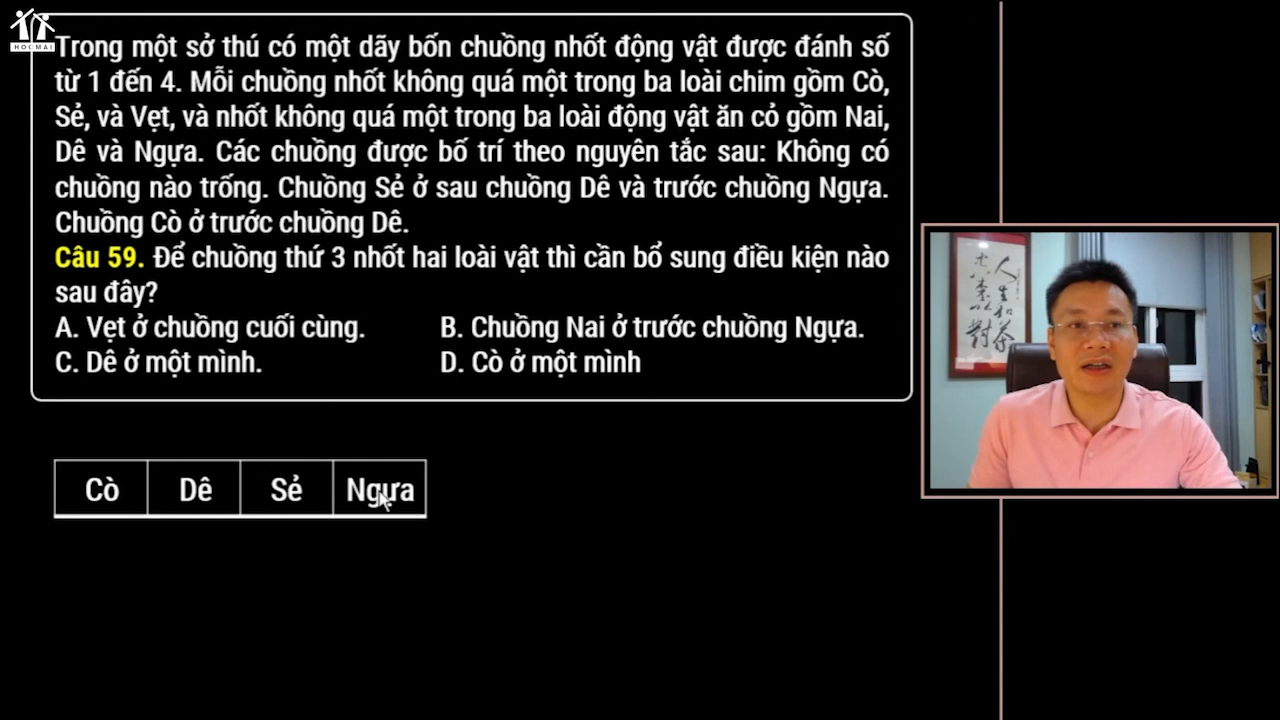 HOCMAI
Trong một sở thú có một dãy bốn chuồng nhốt động vật được đánh số
từ 1 đến 4. Mỗi chuồng nhốt không quá một trong ba loài chim gồm Cò,
Sẻ, và Vẹt, và nhốt không quá một trong ba loài động vật ăn cỏ gồm Nai,
Dê và Ngựa. Các chuồng được bố trí theo nguyên tắc sau: Không có
chuồng nào trống. Chuồng Sẻ ở sau chuồng Dê và trước chuồng Ngựa.
Chuồng Cò ở trước chuồng Dê.
Câu 59. Để chuồng thứ 3 nhốt hai loài vật thì cần bổ sung điều kiện nào
sau đây?
A. Vẹt ở chuồng cuối cùng. B. Chuồng Nai ở trước chuồng Ngựa.
C. Dê ở một mình. D. Cò ở một mình
Cò Dê Sẻ Ngựa